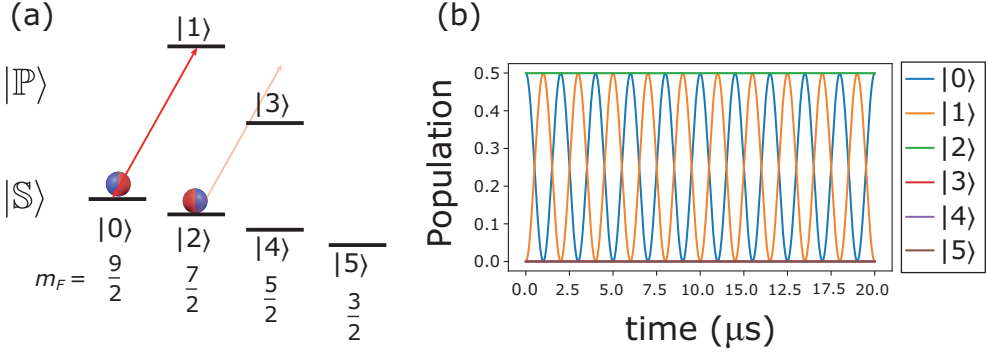 (a)
|1⟩
|ℙ⟩
|3⟩
|𝕊⟩
|0⟩
|2⟩
|4⟩
|5⟩
m_F = 9/2 7/2 5/2 3/2
(b)
Population
0.5
0.4
0.3
0.2
0.1
0.0
0.0 2.5 5.0 7.5 10.0 12.5 17.5 20.0
time (μs)
|0⟩
|1⟩
|2⟩
|3⟩
|4⟩
|5⟩